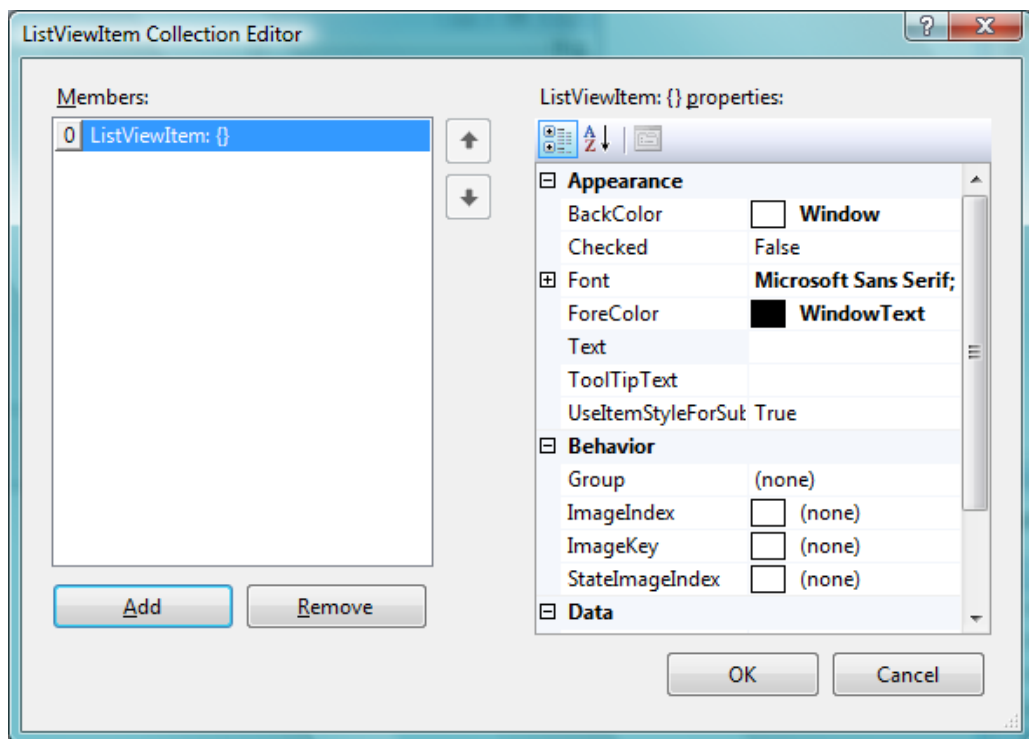 ListViewItem Collection Editor
Members:
0 ListViewItem: {}
Add
Remove
ListViewItem: {} properties:
A
Z
Appearance
BackColor Window
Checked False
Font Microsoft Sans Serif;
ForeColor WindowText
Text
ToolTipText
UseItemStyleForSub True
Behavior
Group (none)
ImageIndex (none)
ImageKey (none)
StateImageIndex (none)
Data
OK
Cancel